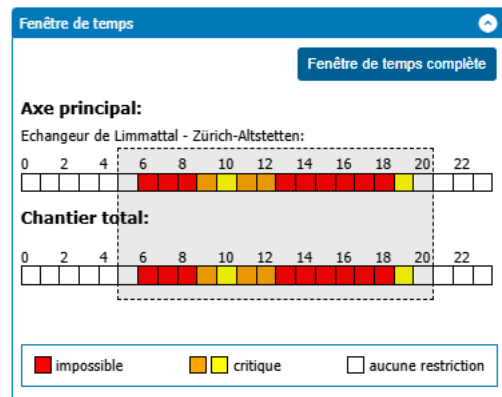 Fenêtre de temps
Fenêtre de temps complète
Axe principal:
Echangeur de Limmattal - Zürich-Altstetten:
0 2 4 6 8 10 12 14 16 18 20 22
Chantier total:
0 2 4 6 8 10 12 14 16 18 20 22
impossible critique aucune restriction